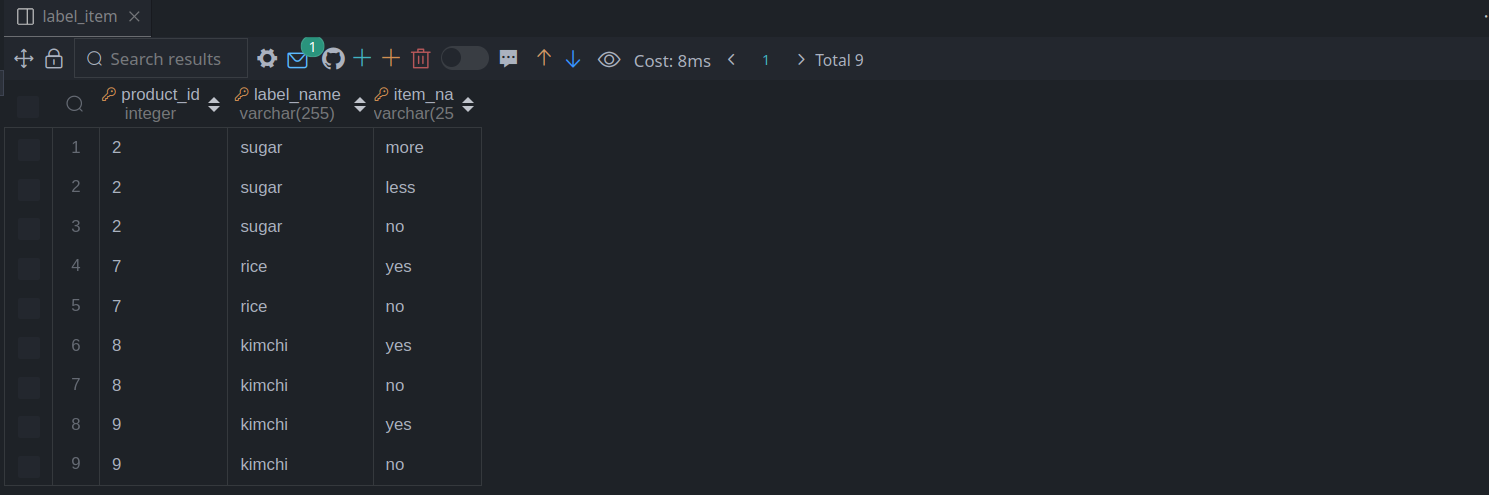 label_item
Search results 1 Cost: 8ms 1 Total 9
product_id label_name item_na
integer varchar(255) varchar(25
1 2 sugar more
2 2 sugar less
3 2 sugar no
4 7 rice yes
5 7 rice no
6 8 kimchi yes
7 8 kimchi no
8 9 kimchi yes
9 9 kimchi no